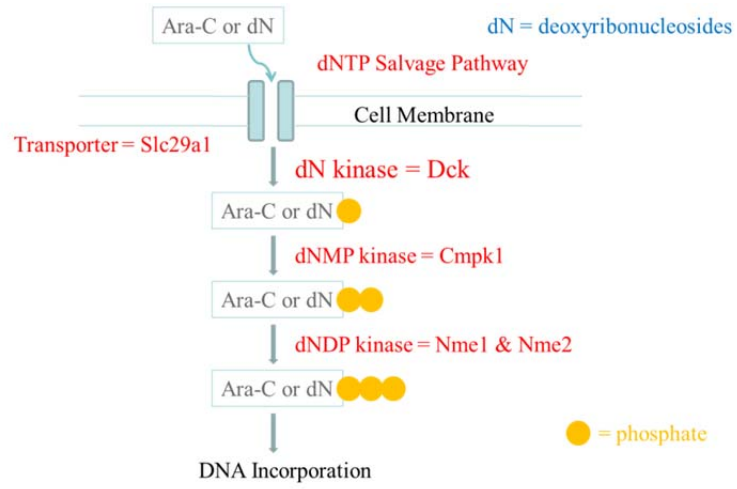 Ara-C or dN
dN = deoxyribonucleosides
dNTP Salvage Pathway
Cell Membrane
Transporter = Slc29a1
dN kinase = Dck
Ara-C or dN
dNMP kinase = Cmpk1
Ara-C or dN
dNDP kinase = Nme1 & Nme2
Ara-C or dN
= phosphate
DNA Incorporation